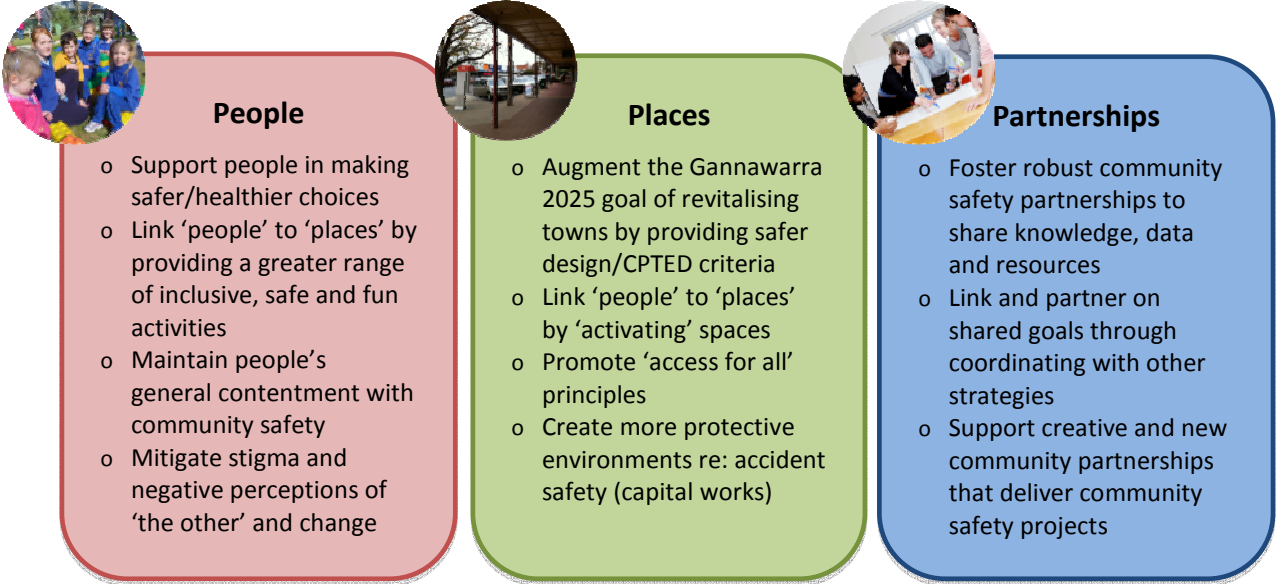 People
o Support people in making
safer/healthier choices
o Link ‘people’ to ‘places’ by
providing a greater range
of inclusive, safe and fun
activities
o Maintain people’s
general contentment with
community safety
o Mitigate stigma and
negative perceptions of
‘the other’ and change
Places
o Augment the Gannawarra
2025 goal of revitalising
towns by providing safer
design/CPTED criteria
o Link ‘people’ to ‘places’
by ‘activating’ spaces
o Promote ‘access for all’
principles
o Create more protective
environments re: accident
safety (capital works)
Partnerships
o Foster robust community
safety partnerships to
share knowledge, data
and resources
o Link and partner on
shared goals through
coordinating with other
strategies
o Support creative and new
community partnerships
that deliver community
safety projects